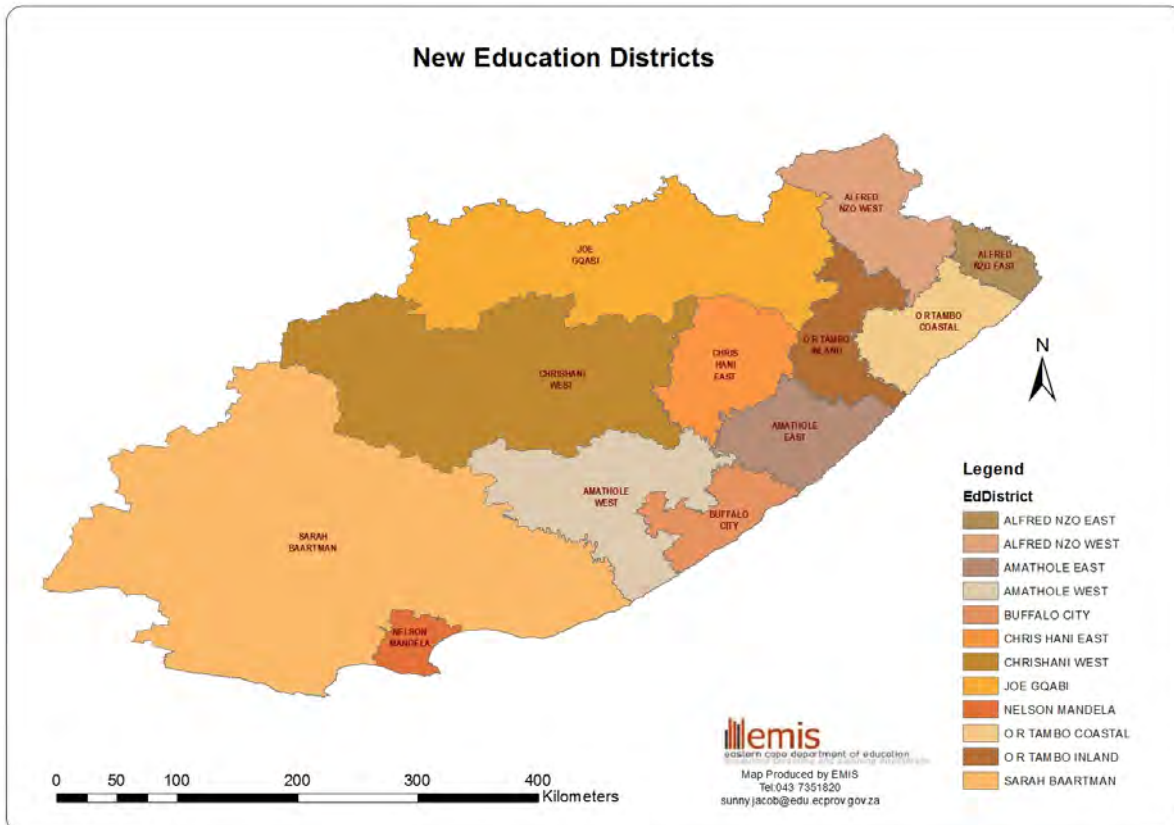 New Education Districts
ALFRED
NZO WEST
ALFRED
NZO EAST
JOE
GQABI
O R TAMBO
COASTAL
O R TAMBO
INLAND
CHRIS
HANI
EAST
CHRISHANI
WEST
AMATHOLE
EAST
AMATHOLE
WEST
BUFFALO
CITY
SARAH
BAARTMAN
NELSON
MANDELA
N
Legend
EdDistrict
ALFRED NZO EAST
ALFRED NZO WEST
AMATHOLE EAST
AMATHOLE WEST
BUFFALO CITY
CHRIS HANI EAST
CHRISHANI WEST
JOE GQABI
NELSON MANDELA
O R TAMBO COASTAL
O R TAMBO INLAND
SARAH BAARTMAN
emis
eastern cape department of education
Map Produced by EMIS
Tel.043 7351820
sunny.jacob@edu.ecprov.gov.za
0 50 100 200 300 400
Kilometers